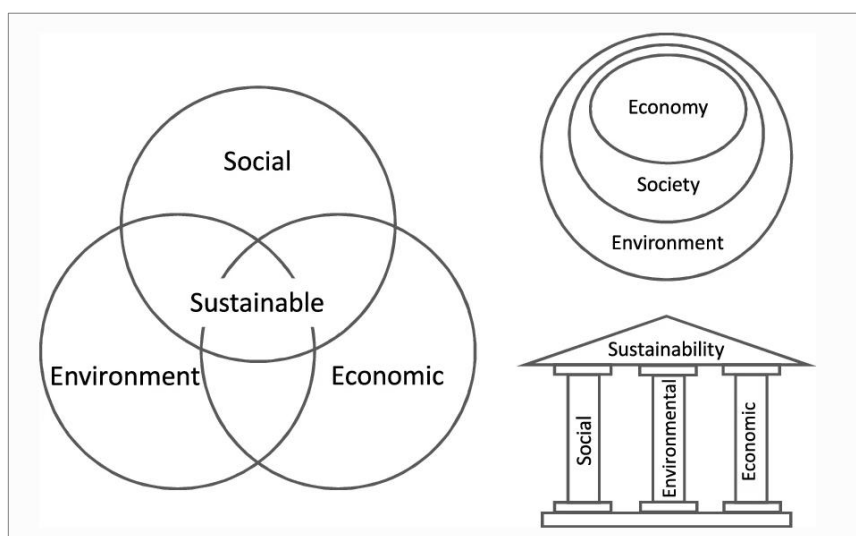 Social
Sustainable
Environment
Economic
Economy
Society
Environment
Sustainability
Social
Environmental
Economic